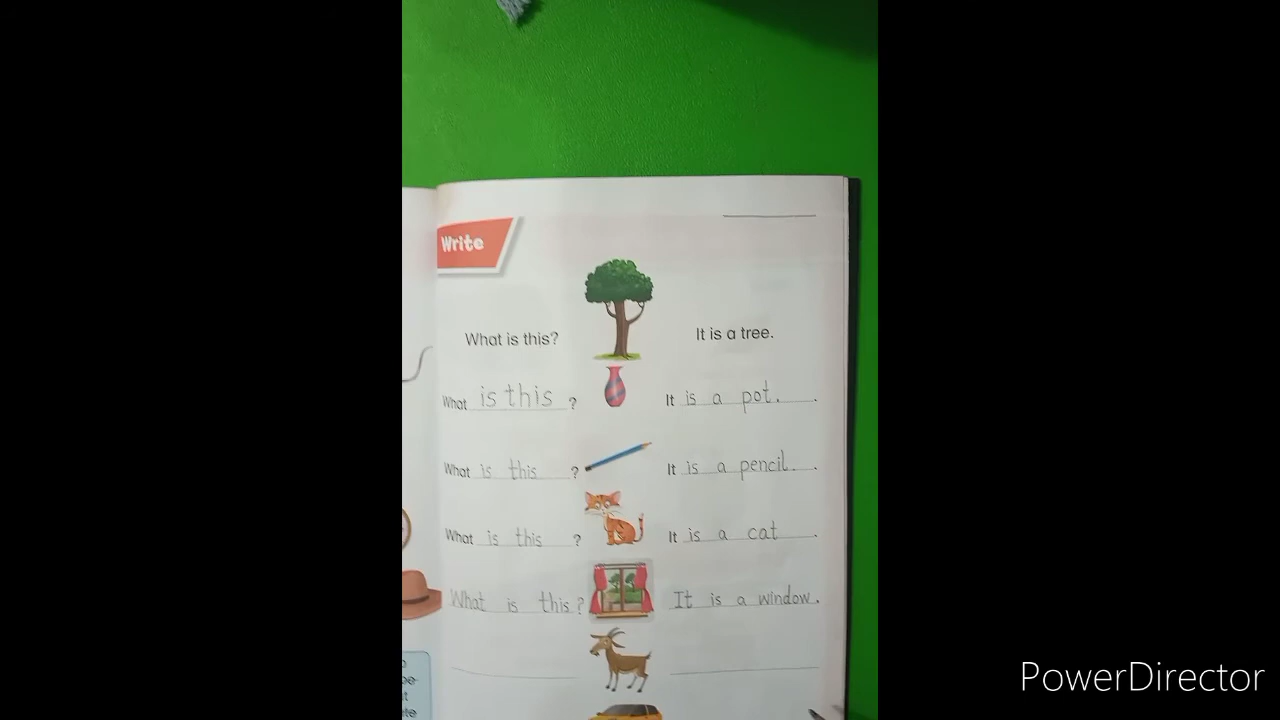 Write
What is this? It is a tree.
What is this ? It is a pot. .
What is this ? It is a pencil. .
What is this ? It is a cat .
What is this? It is a window.
PowerDirector